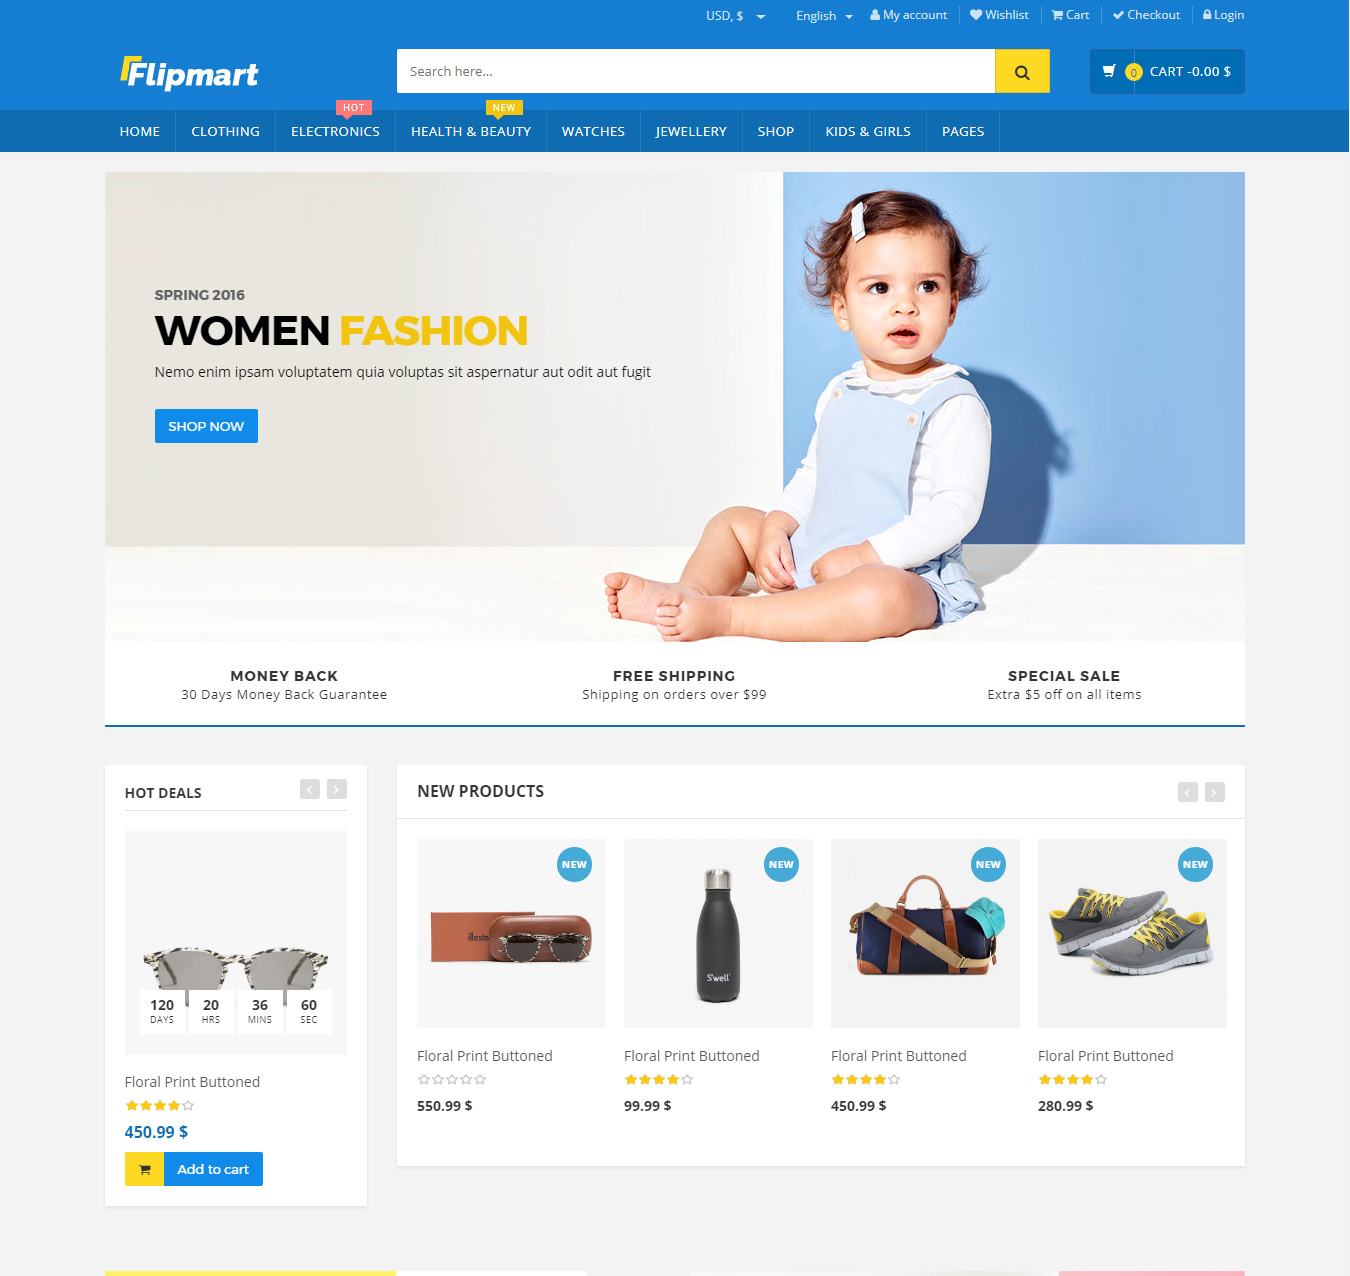 USD, $ English My account Wishlist Cart Checkout Login
Flipmart
Search here...
0 CART -0.00 $
HOT NEW
HOME CLOTHING ELECTRONICS HEALTH & BEAUTY WATCHES JEWELLERY SHOP KIDS & GIRLS PAGES
SPRING 2016
WOMEN FASHION
Nemo enim ipsam voluptatem quia voluptas sit aspernatur aut odit aut fugit
SHOP NOW
MONEY BACK
30 Days Money Back Guarantee
FREE SHIPPING
Shipping on orders over $99
SPECIAL SALE
Extra $5 off on all items
HOT DEALS
120 20 36 60
DAYS HRS MINS SEC
Floral Print Buttoned
450.99 $
Add to cart
NEW PRODUCTS
NEW NEW NEW NEW
S'well
Floral Print Buttoned Floral Print Buttoned Floral Print Buttoned Floral Print Buttoned
550.99 $ 99.99 $ 450.99 $ 280.99 $